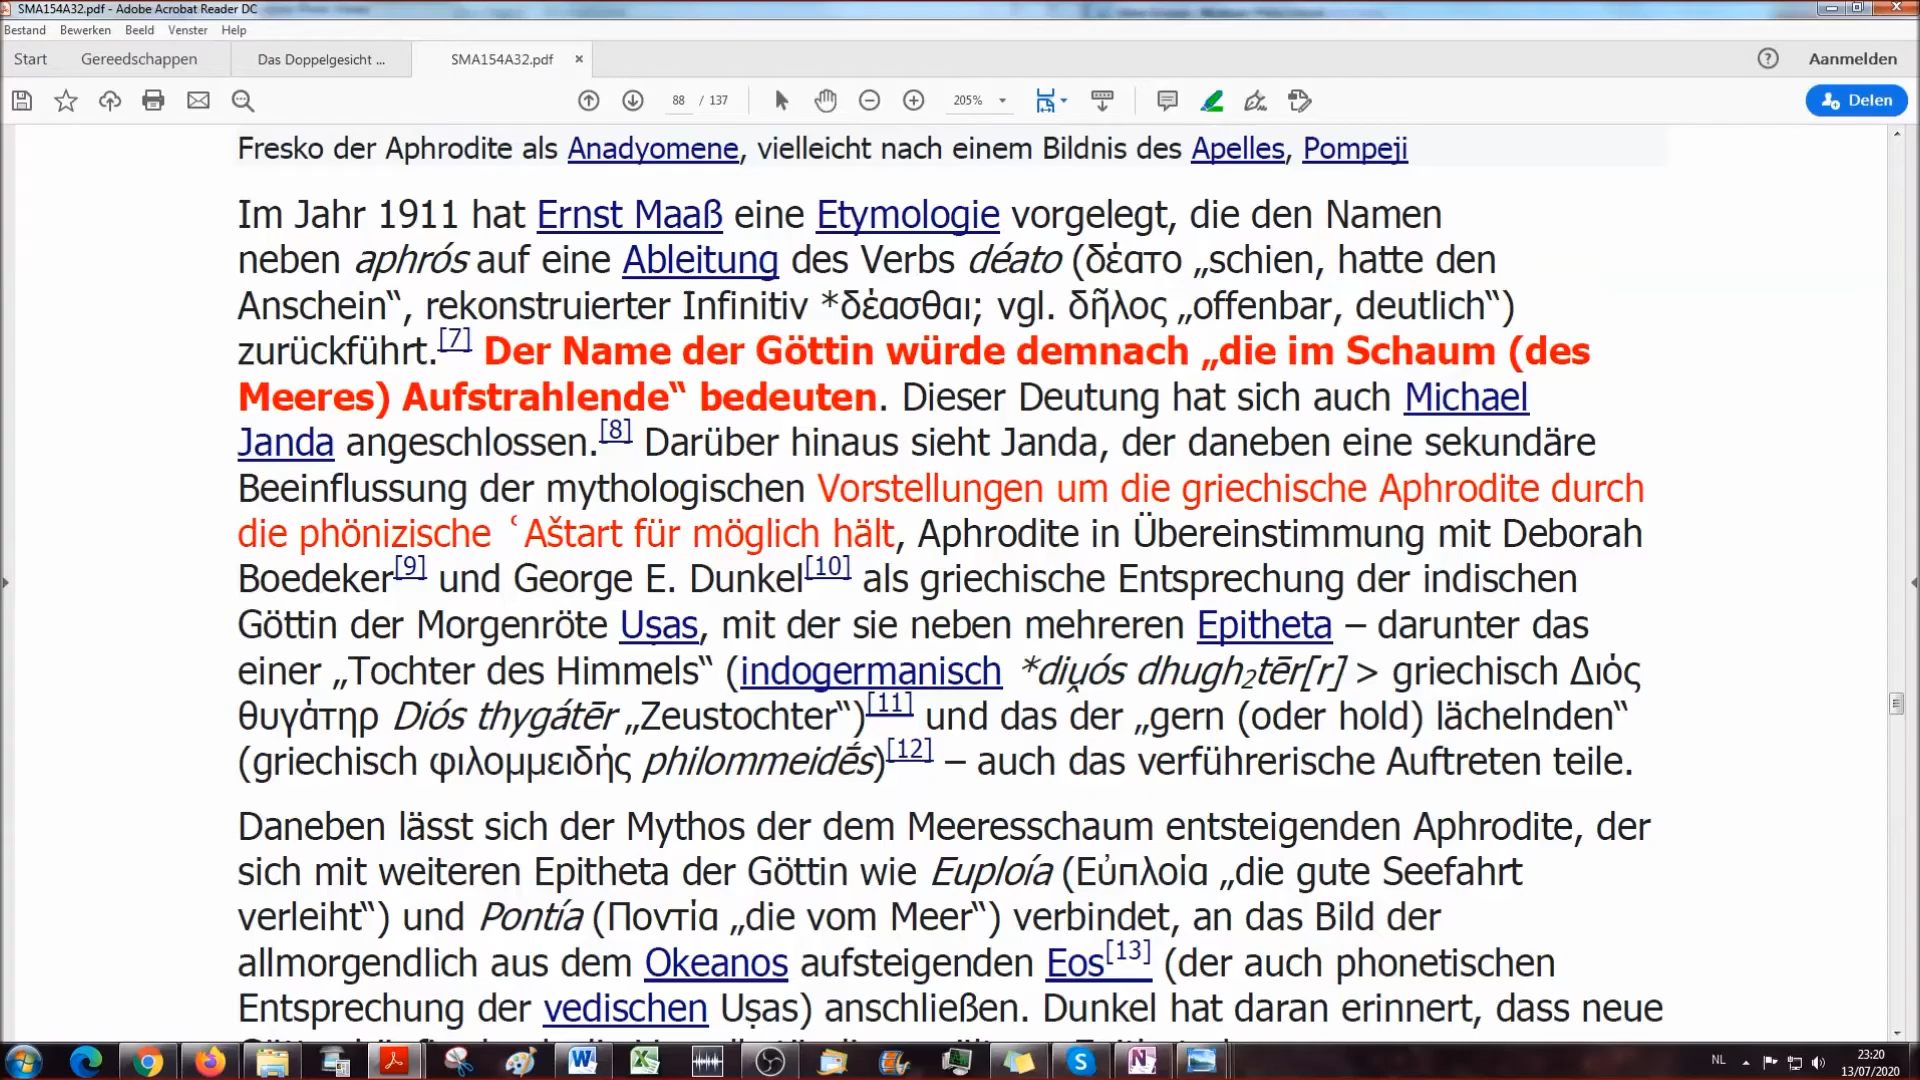 SMA154A32.pdf - Adobe Acrobat Reader DC
Bestand Bewerken Beeld Venster Help
Start Gereedschappen Das Doppelgesicht ... SMA154A32.pdf × Aanmelden
88 / 137 205% Delen
Fresko der Aphrodite als Anadyomene, vielleicht nach einem Bildnis des Apelles, Pompeji
Im Jahr 1911 hat Ernst Maaß eine Etymologie vorgelegt, die den Namen
neben aphrós auf eine Ableitung des Verbs déato (δέατο „schien, hatte den
Anschein“, rekonstruierter Infinitiv *δέασθαι; vgl. δῆλος „offenbar, deutlich“)
zurückführt.[7] Der Name der Göttin würde demnach „die im Schaum (des
Meeres) Aufstrahlende“ bedeuten. Dieser Deutung hat sich auch Michael
Janda angeschlossen.[8] Darüber hinaus sieht Janda, der daneben eine sekundäre
Beeinflussung der mythologischen Vorstellungen um die griechische Aphrodite durch
die phönizische ʿAštart für möglich hält, Aphrodite in Übereinstimmung mit Deborah
Boedeker[9] und George E. Dunkel[10] als griechische Entsprechung der indischen
Göttin der Morgenröte Uṣas, mit der sie neben mehreren Epitheta – darunter das
einer „Tochter des Himmels“ (indogermanisch *diu̯ós dhugh₂tēr[r] > griechisch Διός
θυγάτηρ Diós thygátēr „Zeustochter“)[11] und das der „gern (oder hold) lächelnden“
(griechisch φιλομμειδής philommeidḗs)[12] – auch das verführerische Auftreten teile.
Daneben lässt sich der Mythos der dem Meeresschaum entsteigenden Aphrodite, der
sich mit weiteren Epitheta der Göttin wie Euploía (Εὐπλοία „die gute Seefahrt
verleiht“) und Pontía (Ποντία „die vom Meer“) verbindet, an das Bild der
allmorgendlich aus dem Okeanos aufsteigenden Eos[13] (der auch phonetischen
Entsprechung der vedischen Uṣas) anschließen. Dunkel hat daran erinnert, dass neue
NL 23:20
13/07/2020